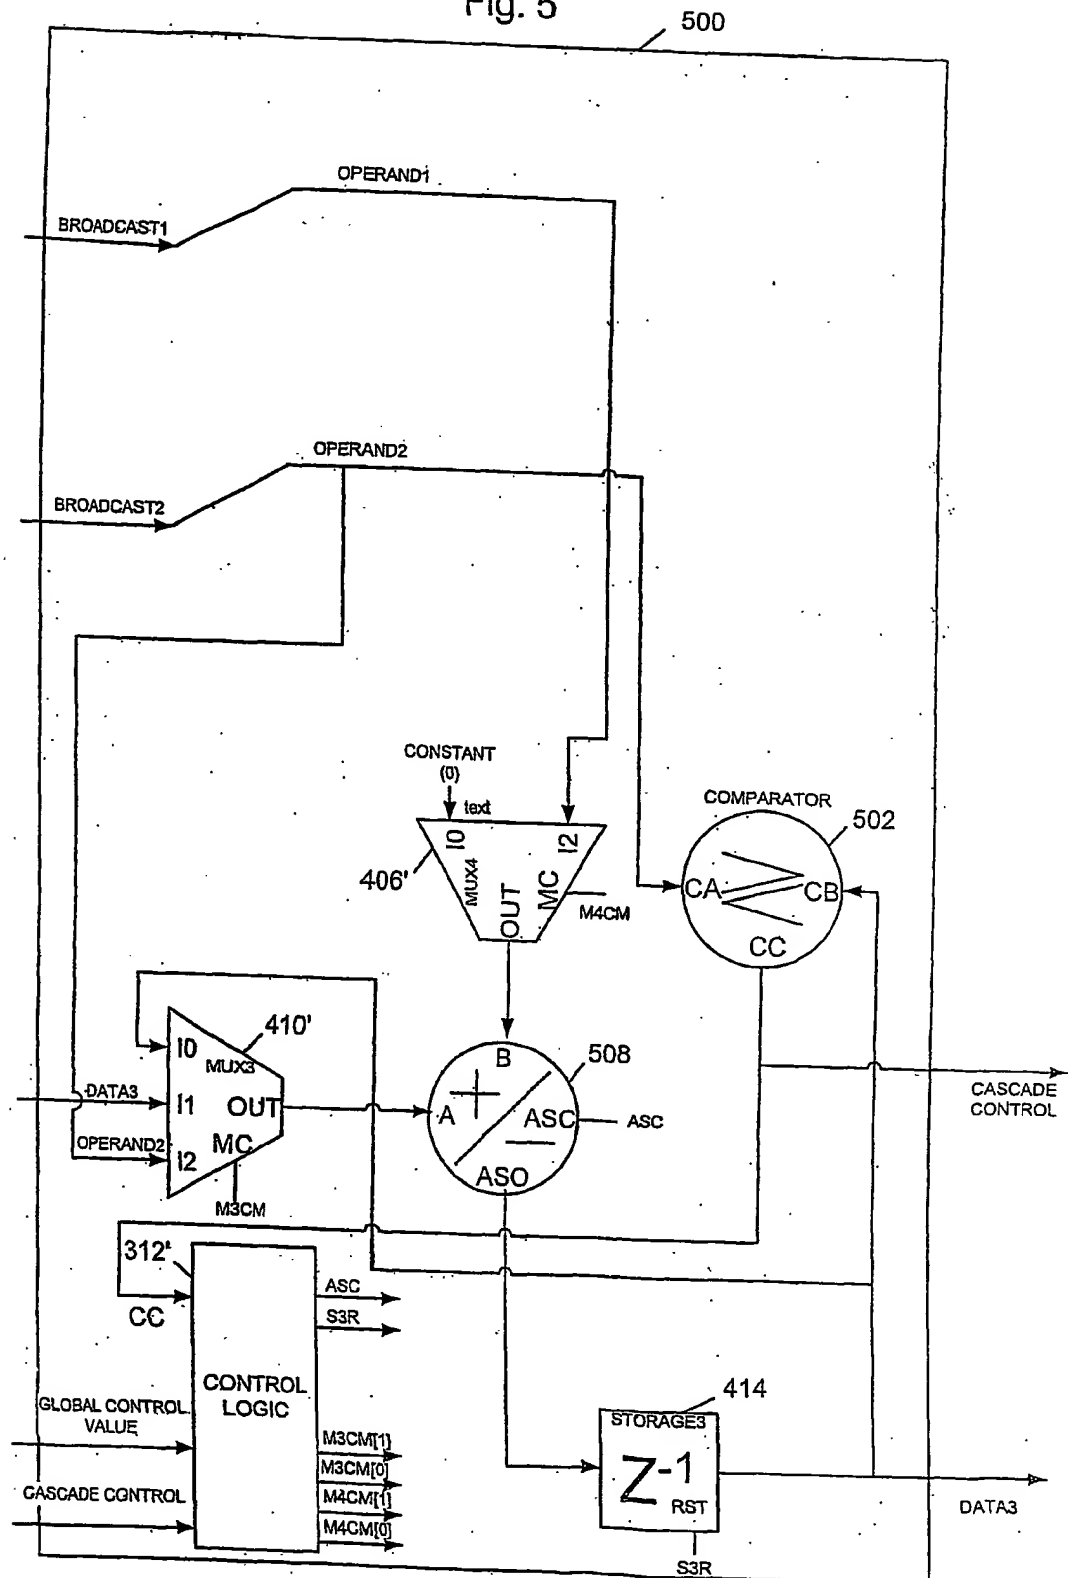 Fig. 5
500
OPERAND1
BROADCAST1
OPERAND2
BROADCAST2
CONSTANT
(0)
text
COMPARATOR
502
I0
I2
406'
MUX4
MC
OUT
M4CM
CA
CB
CC
410'
I0
MUX3
508
B
DATA3
I1
OUT
A
+
ASC
ASC
CASCADE
CONTROL
OPERAND2
I2
MC
ASO
M3CM
312'
ASC
CC
S3R
CONTROL
LOGIC
GLOBAL CONTROL
VALUE
414
STORAGE3
M3CM[1]
M3CM[0]
Z-1
CASCADE CONTROL
M4CM[1]
RST
DATA3
M4CM[0]
S3R